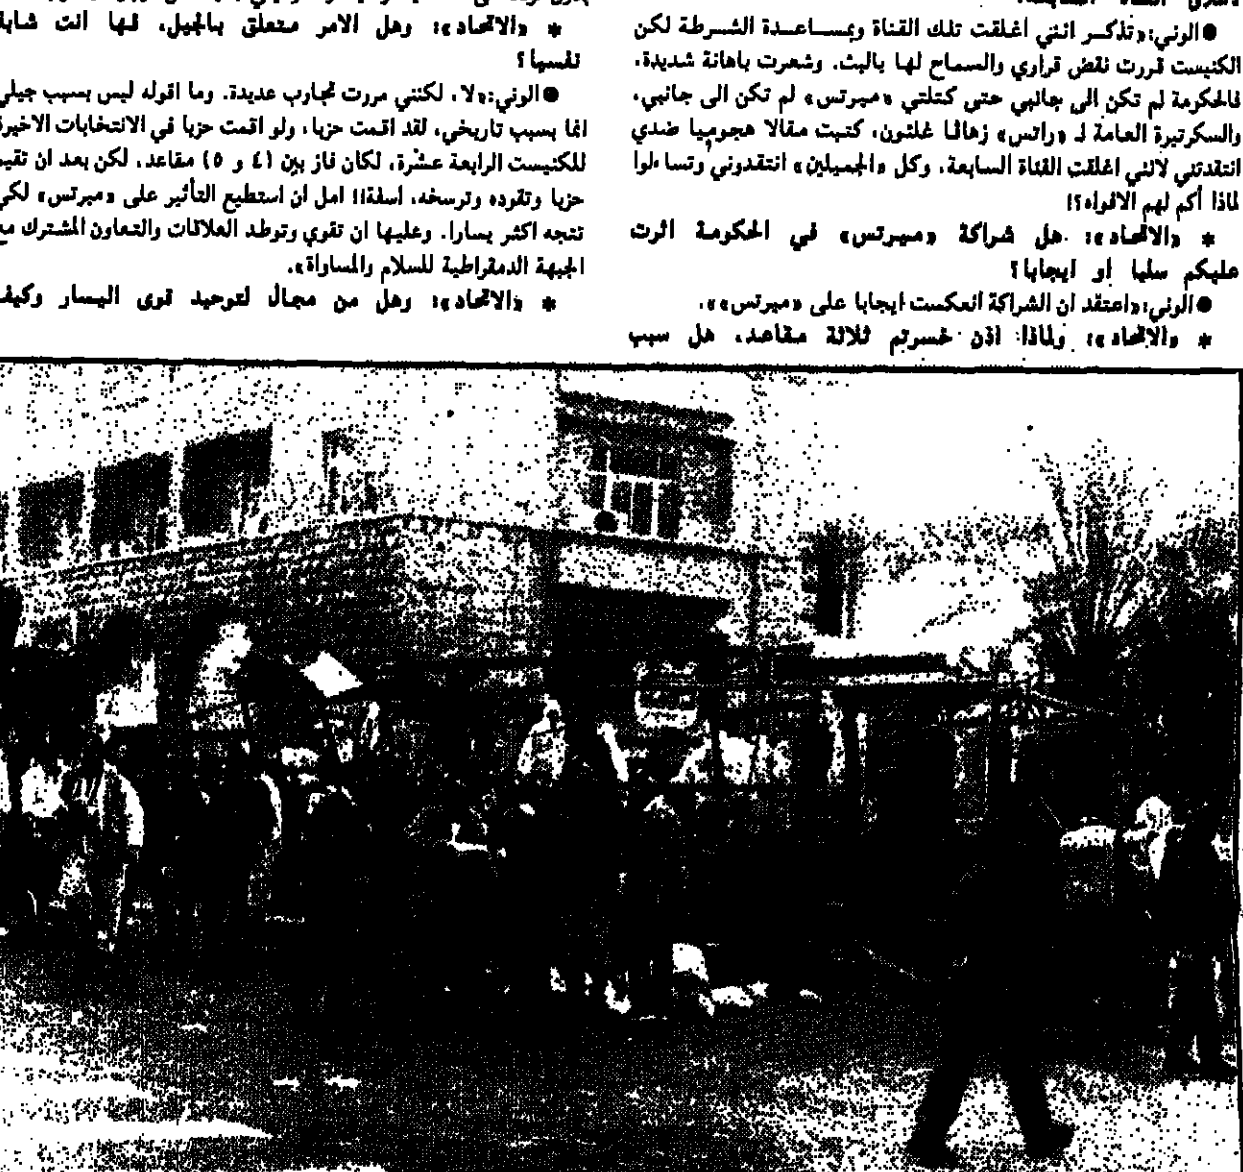 ●الوني:«تذكر انني اغلقت تلك القناة وبمساعدة الشرطة لكن
الكنيست قررت نقض قراري والسماح لها بالبث. وشعرت باهانة شديدة.
فالحكومة لم تكن الى جانبي حتى كتلتي «ميرتس» لم تكن الى جانبي،
والسكرتيرة العامة لـ «راتس» زهافا غلئون، كتبت مقالا هجوميا ضدي
انتقدتني لانني اغلقت القناة السابعة. وكل «الجميلين» انتقدوني وتساءلوا
لماذا أكم لهم الافواه؟!
* «الاتحاد»: هل شراكة «ميرتس» في الحكومة اثرت
عليكم سلبا او ايجابا؟
●الوني:«اعتقد ان الشراكة انعكست ايجابا على «ميرتس»».
* «الاتحاد»: ولماذا اذن خسرتم ثلاثة مقاعد. هل سبب
* «الاتحاد»: وهل الامر متعلق بالجيل. فها انت شابة
نفسيا؟
●الوني:«لا، لكنني مررت تجارب عديدة. وما اقوله ليس بسبب جيلي
انما بسبب تاريخي، لقد اقمت حزبا، ولو اقمت حزبا في الانتخابات الاخيرة
للكنيست الرابعة عشرة، لكان فاز بين (٤ و ٥) مقاعد. لكن بعد ان تقيم
حزبا وتقوده وترسخه، اسفة!! امل ان استطيع التأثير على «ميرتس» لكي
تتجه اكثر يسارا. وعليها ان تقوي وتوطد العلاقات والتعاون المشترك مع
الجبهة الدمقراطية للسلام والمساواة».
* «الاتحاد»: وهل من مجال لتوحيد قوى اليسار وكيف